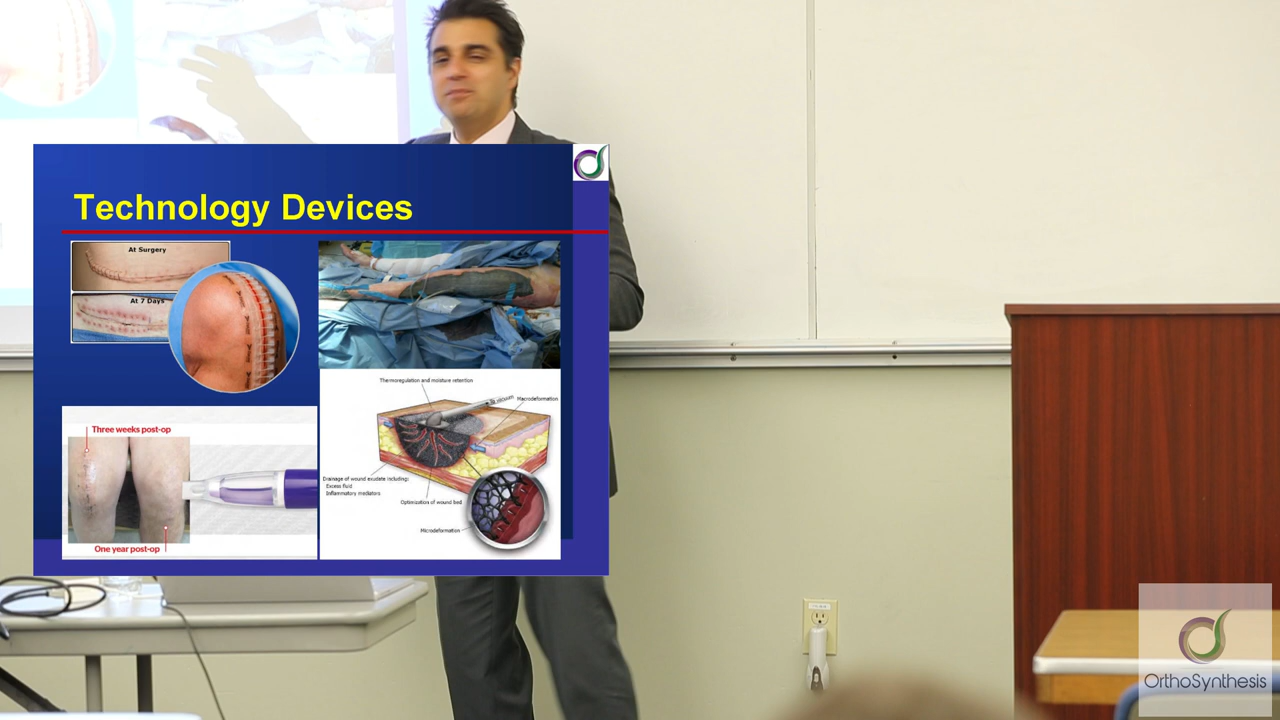 Technology Devices
At Surgery
At 7 Days
Three weeks post-op
One year post-op
Thermoregulation and moisture retention
Macrodeformation
Drainage of wound exudate including:
Excess fluid
Inflammatory mediators
Optimization of wound bed
Microdeformation
OrthoSynthesis